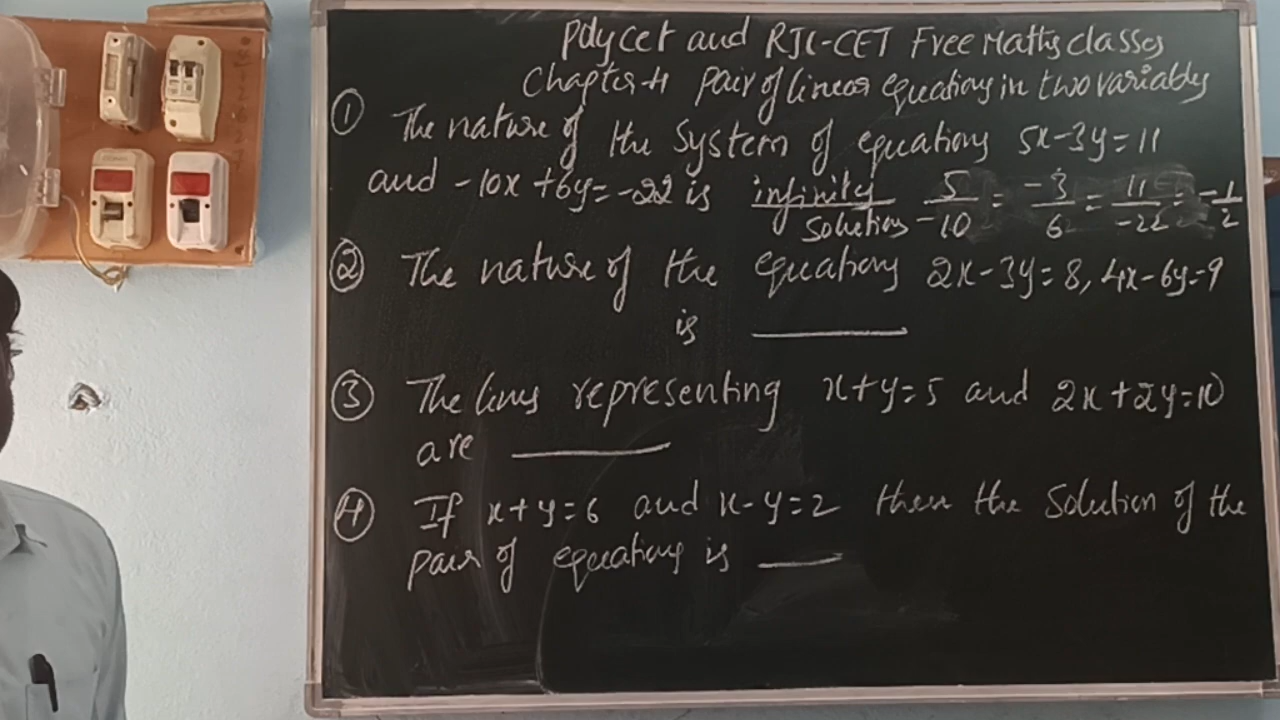 Polycet and RJC-CET Free Maths classes
Chapter-4 pair of linear equations in two variables
① The nature of the system of equations 5x-3y=11
and -10x+6y=-22 is infinity solutions 5/-10 = -3/6 = 11/-22 = -1/2
② The nature of the equations 2x-3y=8, 4x-6y=9
is ______
③ The lines representing x+y=5 and 2x+2y=10
are ______
④ If x+y=6 and x-y=2 then the solution of the
pair of equations is ____